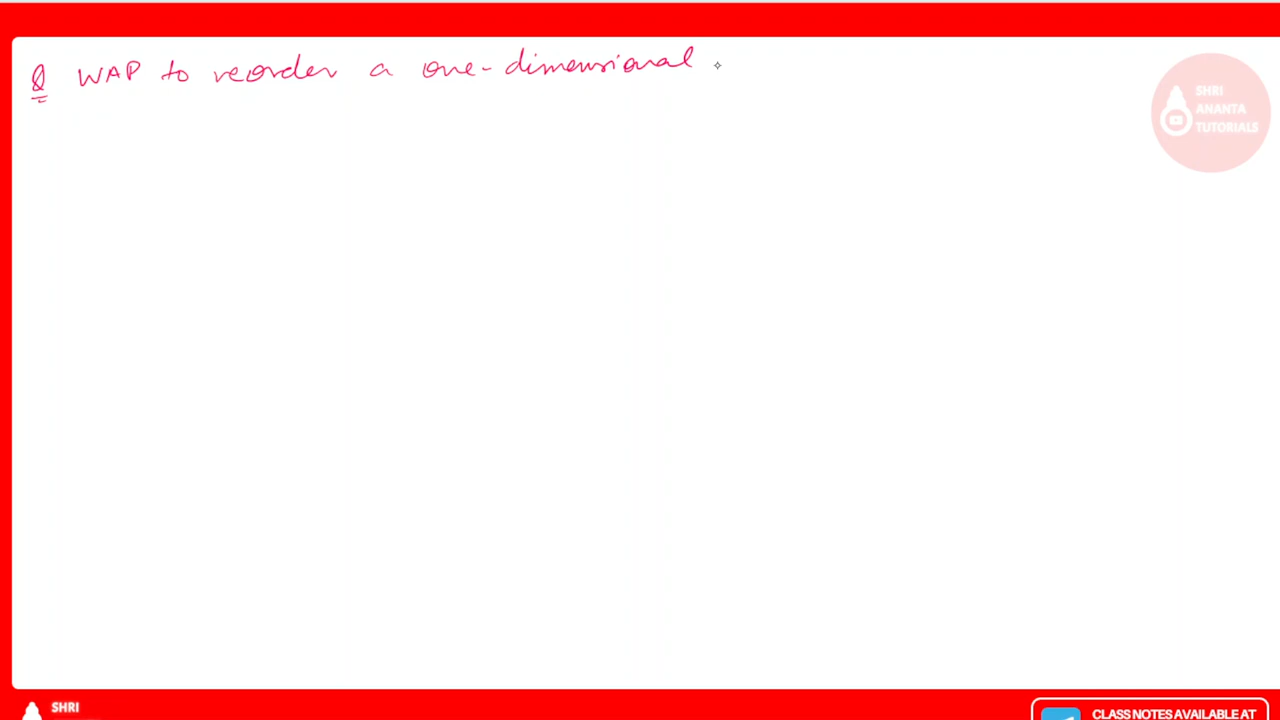 Q WAP to reorder a one-dimensional
SHRI
ANANTA
TUTORIALS
SHRI
CLASS NOTES AVAILABLE AT